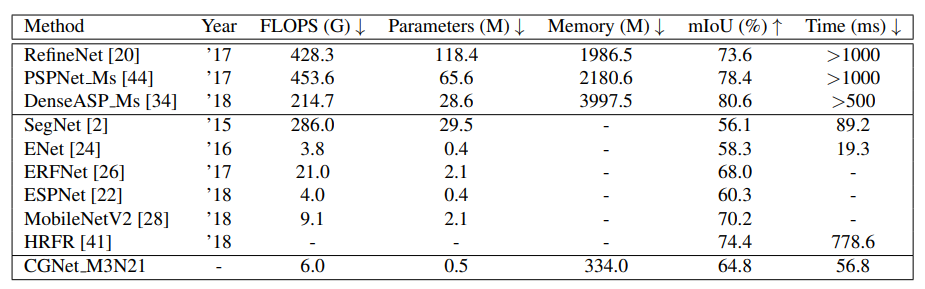 Method Year FLOPS (G) ↓ Parameters (M) ↓ Memory (M) ↓ mIoU (%) ↑ Time (ms) ↓
RefineNet [20] '17 428.3 118.4 1986.5 73.6 >1000
PSPNet_Ms [44] '17 453.6 65.6 2180.6 78.4 >1000
DenseASP_Ms [34] '18 214.7 28.6 3997.5 80.6 >500
SegNet [2] '15 286.0 29.5 - 56.1 89.2
ENet [24] '16 3.8 0.4 - 58.3 19.3
ERFNet [26] '17 21.0 2.1 - 68.0 -
ESPNet [22] '18 4.0 0.4 - 60.3 -
MobileNetV2 [28] '18 9.1 2.1 - 70.2 -
HRFR [41] '18 - - - 74.4 778.6
CGNet_M3N21 - 6.0 0.5 334.0 64.8 56.8